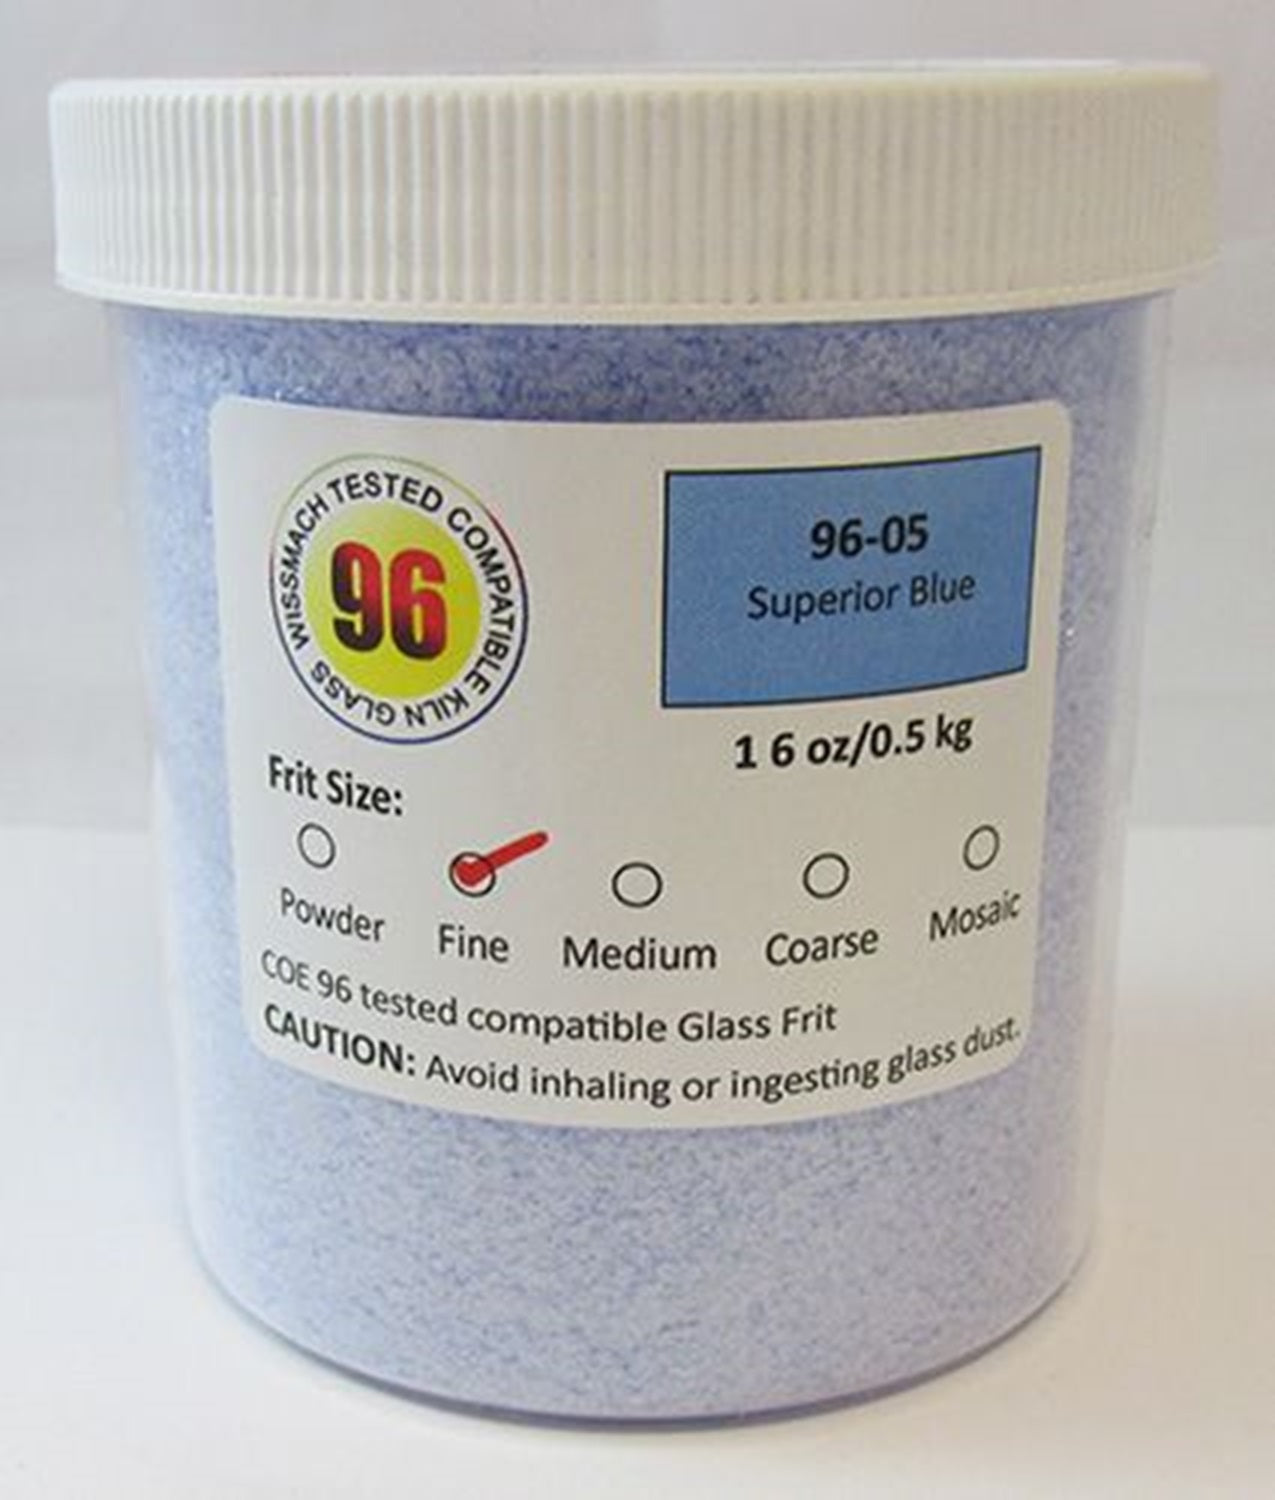 WISSMACH TESTED COMPATIBLE KILN GLASS
96
96-05
Superior Blue
1 6 oz/0.5 kg
Frit Size:
Powder Fine Medium Coarse Mosaic
COE 96 tested compatible Glass Frit
CAUTION: Avoid inhaling or ingesting glass dust.